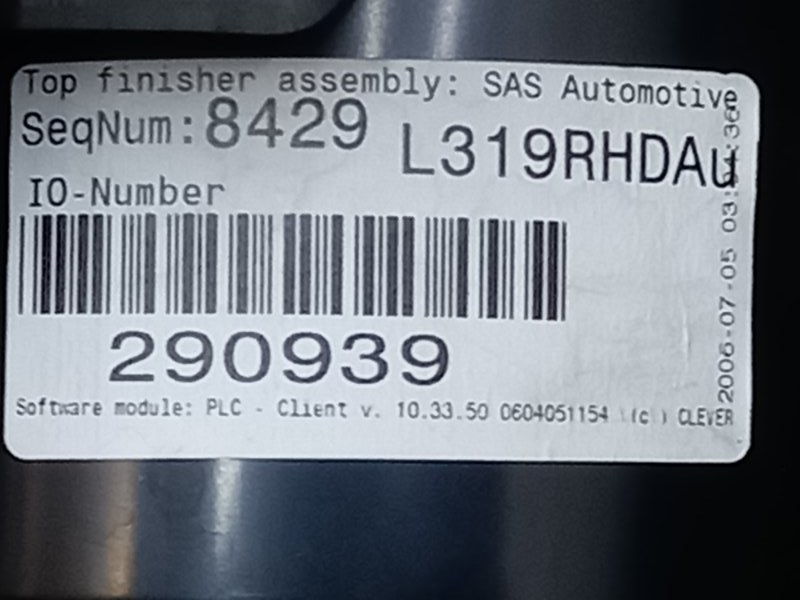 Top finisher assembly: SAS Automotive
SeqNum:8429
L319RHDAu
IO-Number
290939
Software module: PLC - Client v. 10.33.50 0604051154 (c) CLEVER
2006-07-05